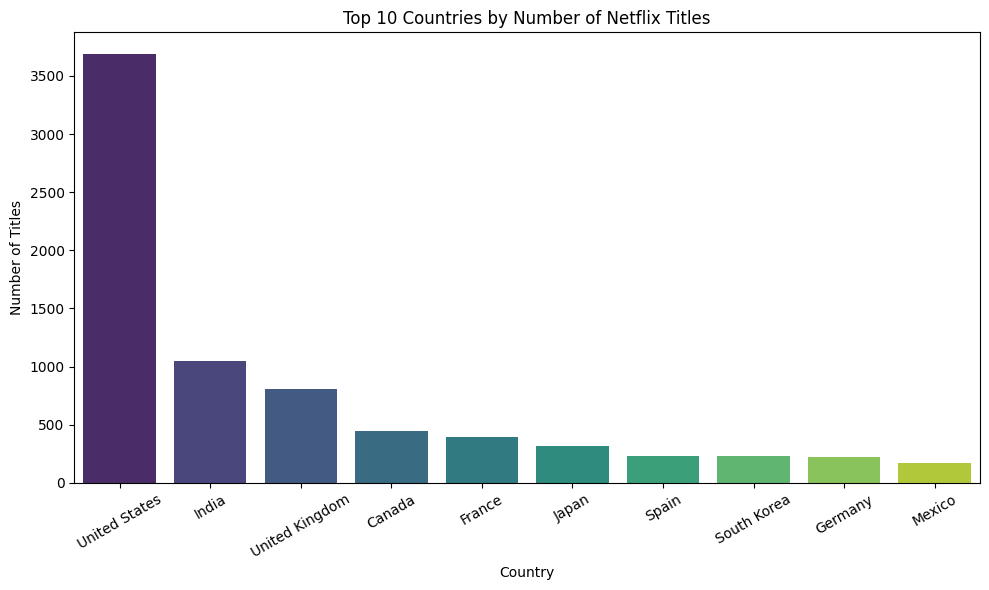 Top 10 Countries by Number of Netflix Titles
Number of Titles
3500
3000
2500
2000
1500
1000
500
0
United States
India
United Kingdom
Canada
France
Japan
Spain
South Korea
Germany
Mexico
Country